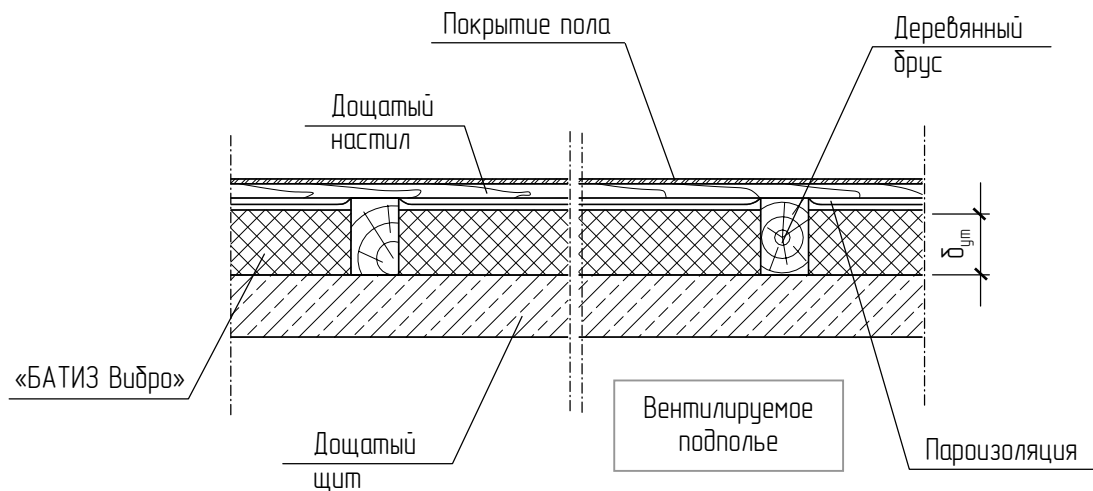 Покрытие пола
Деревянный
брус
Дощатый
настил
δут
«БАТИЗ Вибро»
Вентилируемое
подполье
Дощатый
щит
Пароизоляция